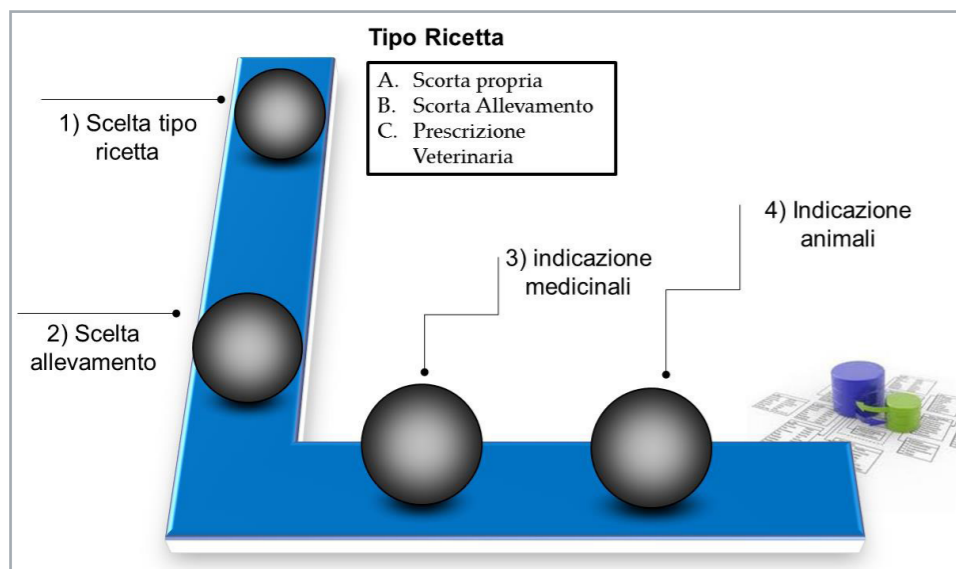 Tipo Ricetta
A. Scorta propria
B. Scorta Allevamento
C. Prescrizione
Veterinaria
1) Scelta tipo
ricetta
2) Scelta
allevamento
3) indicazione
medicinali
4) Indicazione
animali